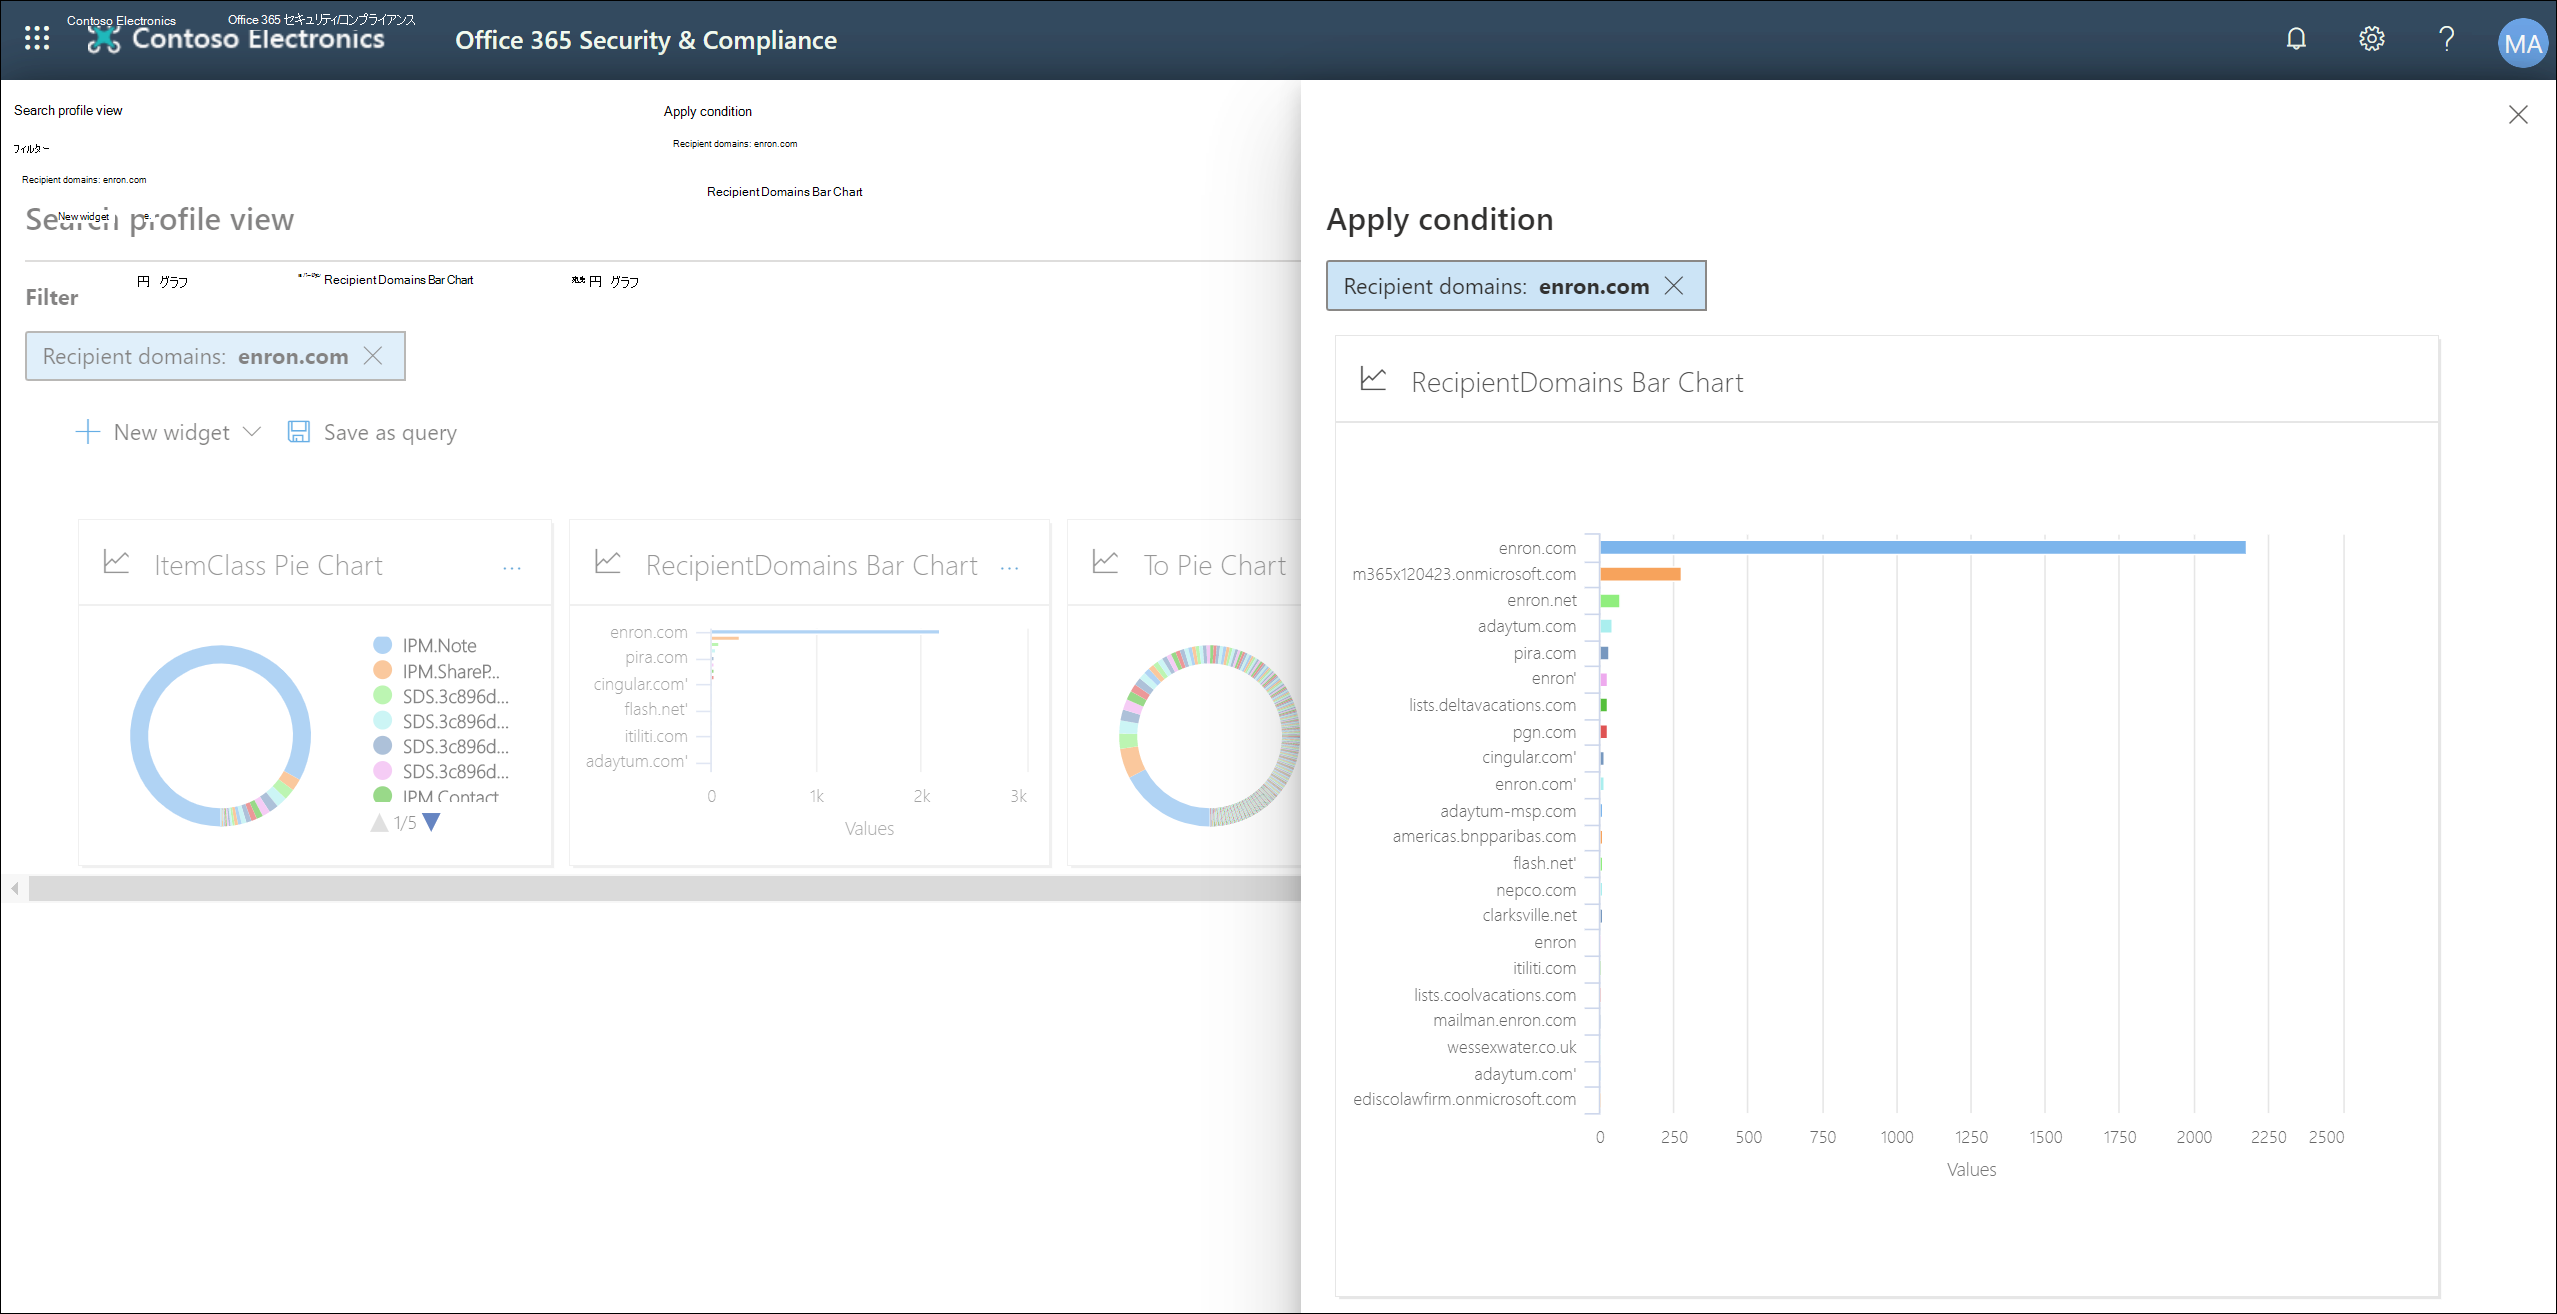 Contoso Electronics
Office 365 セキュリティ/コンプライアンス
Contoso Electronics
Office 365 Security & Compliance
MA
Search profile view
フィルター
Recipient domains: enron.com
New widget
Search profile view
円 グラフ
Recipient Domains Bar Chart
円 グラフ
Filter
Recipient domains: enron.com
New widget
Save as query
ItemClass Pie Chart
...
IPM.Note
IPM.ShareP...
SDS.3c896d...
SDS.3c896d...
SDS.3c896d...
SDS.3c896d...
IPM.Contact
1/5
RecipientDomains Bar Chart
...
enron.com
pira.com
cingular.com'
flash.net'
itiliti.com
adaytum.com'
0
1k
2k
3k
Values
To Pie Chart
Apply condition
Recipient domains: enron.com
Recipient Domains Bar Chart
Apply condition
Recipient domains: enron.com
RecipientDomains Bar Chart
enron.com
m365x120423.onmicrosoft.com
enron.net
adaytum.com
pira.com
enron'
lists.deltavacations.com
pgn.com
cingular.com'
enron.com'
adaytum-msp.com
americas.bnpparibas.com
flash.net'
nepco.com
clarksville.net
enron
itiliti.com
lists.coolvacations.com
mailman.enron.com
wessexwater.co.uk
adaytum.com'
ediscolawfirm.onmicrosoft.com
0
250
500
750
1000
1250
1500
1750
2000
2250
2500
Values